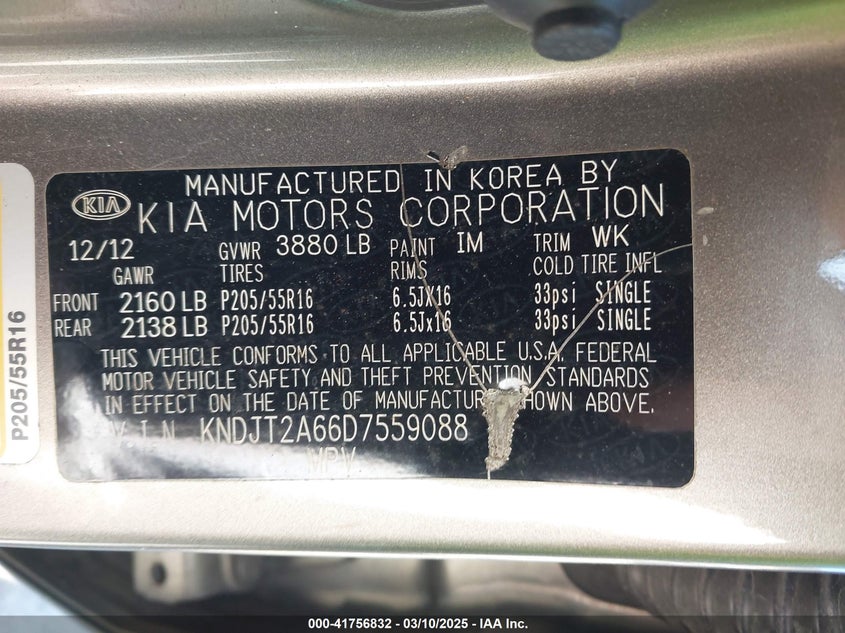 MANUFACTURED IN KOREA BY
KIA KIA MOTORS CORPORATION
12/12 GVWR 3880 LB PAINT IM TRIM WK
GAWR TIRES RIMS COLD TIRE INFL
FRONT 2160 LB P205/55R16 6.5JX16 33psi SINGLE
REAR 2138 LB P205/55R16 6.5Jx16 33psi SINGLE
THIS VEHICLE CONFORMS TO ALL APPLICABLE U.S.A. FEDERAL
MOTOR VEHICLE SAFETY AND THEFT PREVENTION STANDARDS
IN EFFECT ON THE DATE OF MANUFACTURE SHOWN ABOVE.
V.I.N. KNDJT2A66D7559088
MPV
P205/55R16
000-41756832 - 03/10/2025 - IAA Inc.